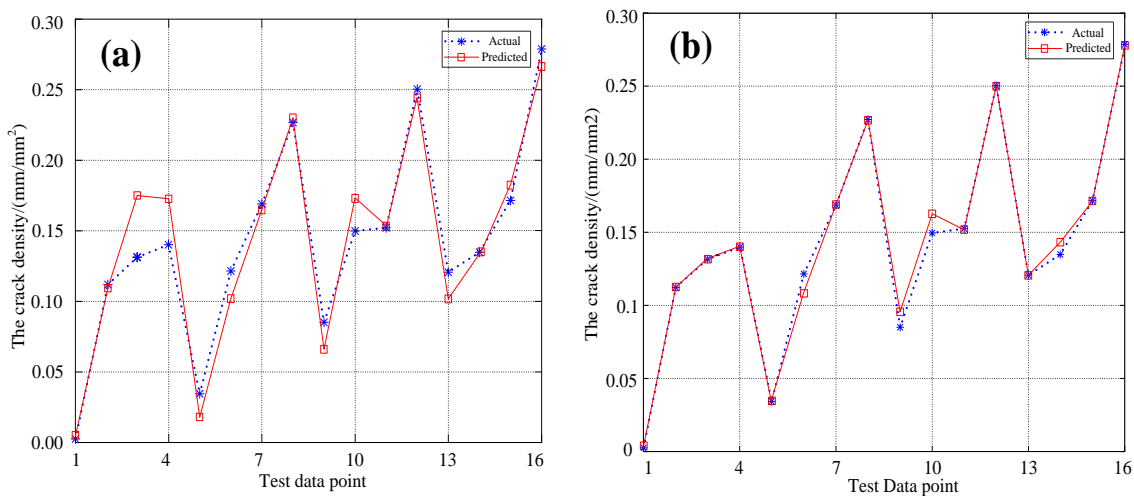 (a)
Actual
Predicted
The crack density/(mm/mm²)
0.30
0.25
0.20
0.15
0.10
0.05
0.00
1 4 7 10 13 16
Test data point
(b)
Actual
Predicted
The crack density/(mm/mm2)
0.30
0.25
0.20
0.15
0.1
0.05
0
1 4 7 10 13 16
Test Data point